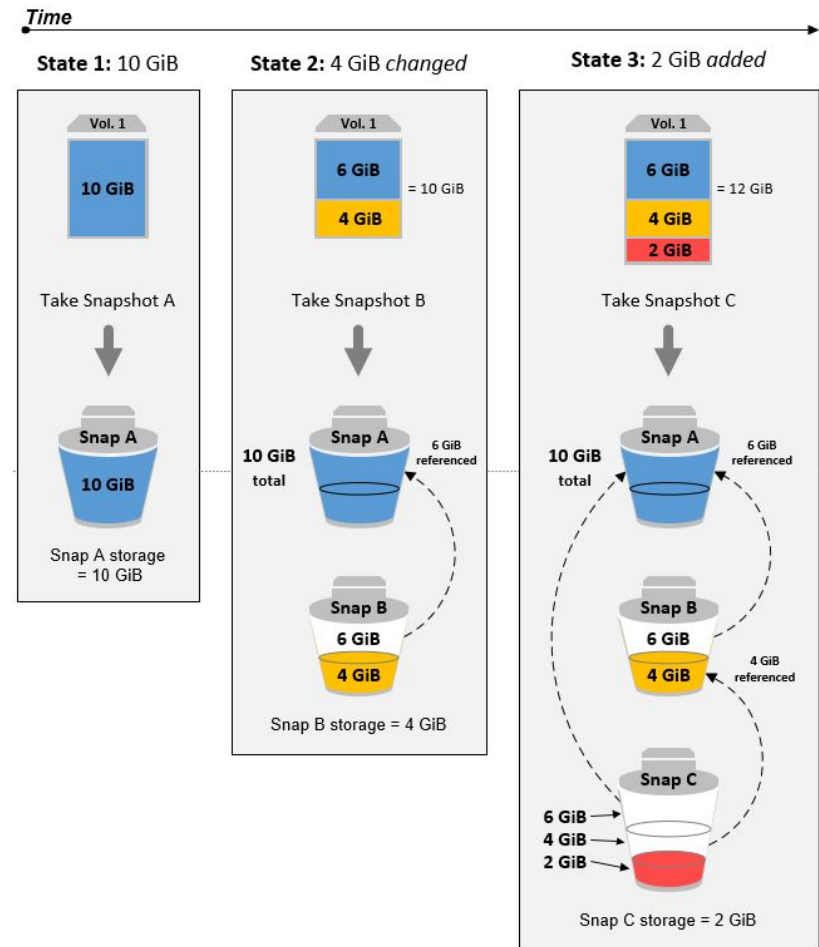 Time
State 1: 10 GiB
State 2: 4 GiB changed
State 3: 2 GiB added
Vol. 1
10 GiB
Take Snapshot A
Snap A
10 GiB
Snap A storage
= 10 GiB
Vol. 1
6 GiB
4 GiB
= 10 GiB
Take Snapshot B
10 GiB
total
Snap A
6 GiB
referenced
Snap B
6 GiB
4 GiB
Snap B storage = 4 GiB
Vol. 1
6 GiB
4 GiB
2 GiB
= 12 GiB
Take Snapshot C
10 GiB
total
Snap A
6 GiB
referenced
Snap B
6 GiB
4 GiB
4 GiB
referenced
Snap C
6 GiB
4 GiB
2 GiB
Snap C storage = 2 GiB